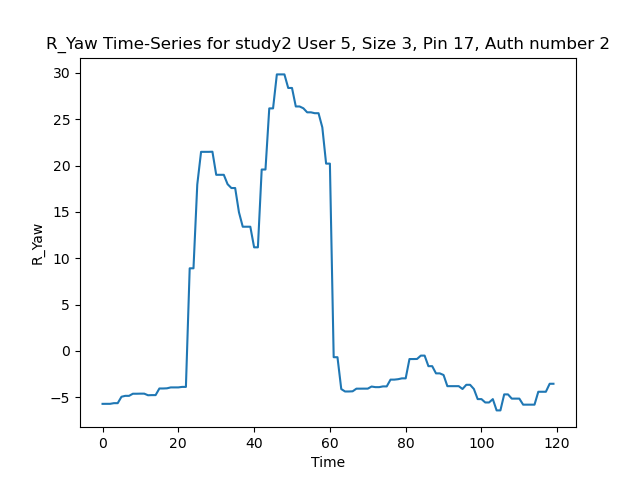 R_Yaw Time-Series for study2 User 5, Size 3, Pin 17, Auth number 2
30
25
20
15
10
5
0
−5
R_Yaw
0 20 40 60 80 100 120
Time